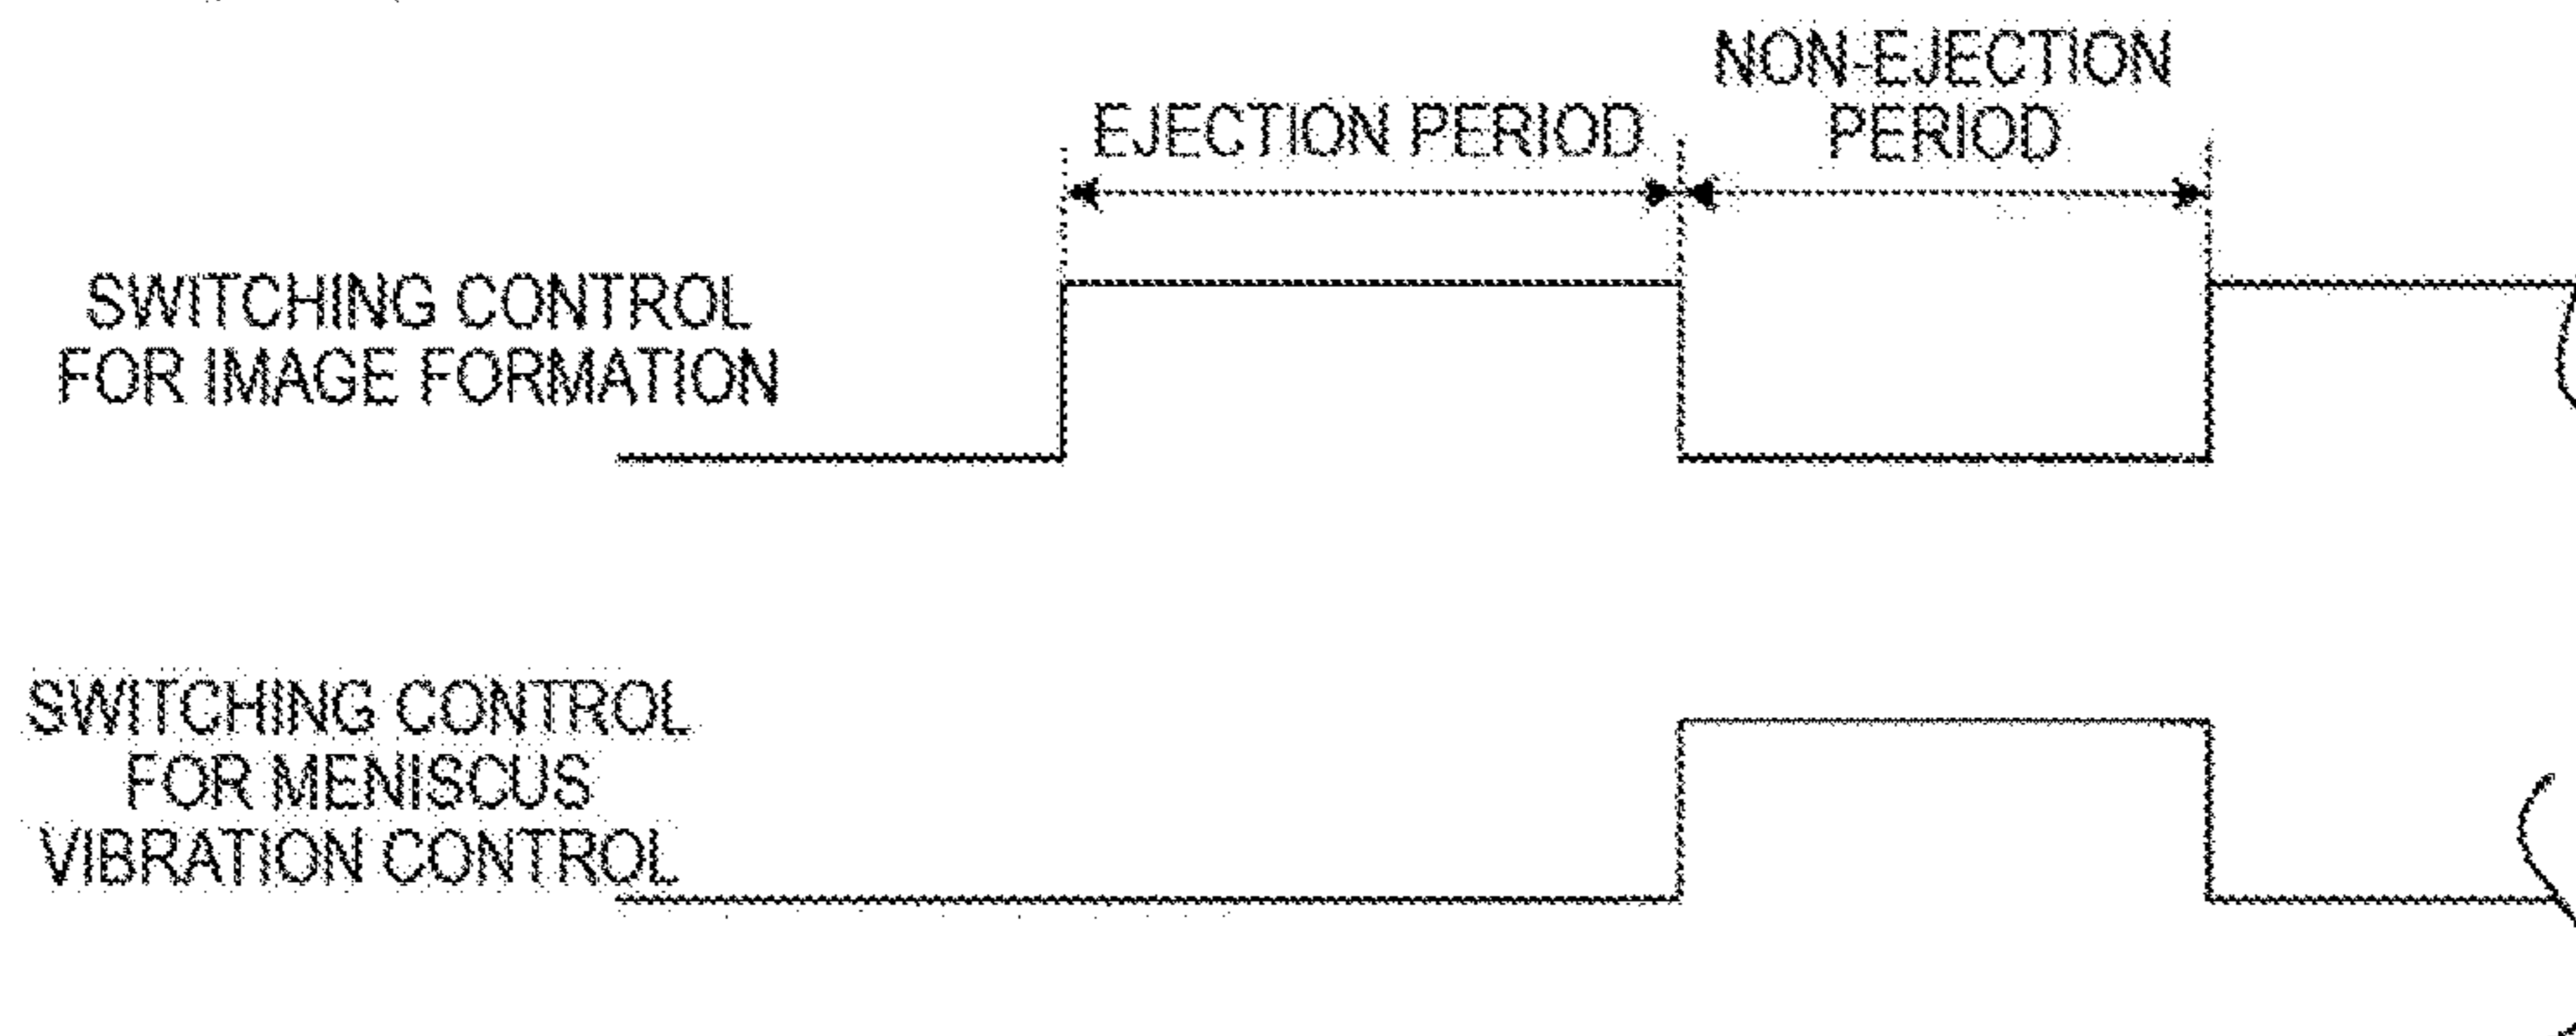 NON-EJECTION
PERIOD
EJECTION PERIOD
SWITCHING CONTROL
FOR IMAGE FORMATION
SWITCHING CONTROL
FOR MENISCUS
VIBRATION CONTROL